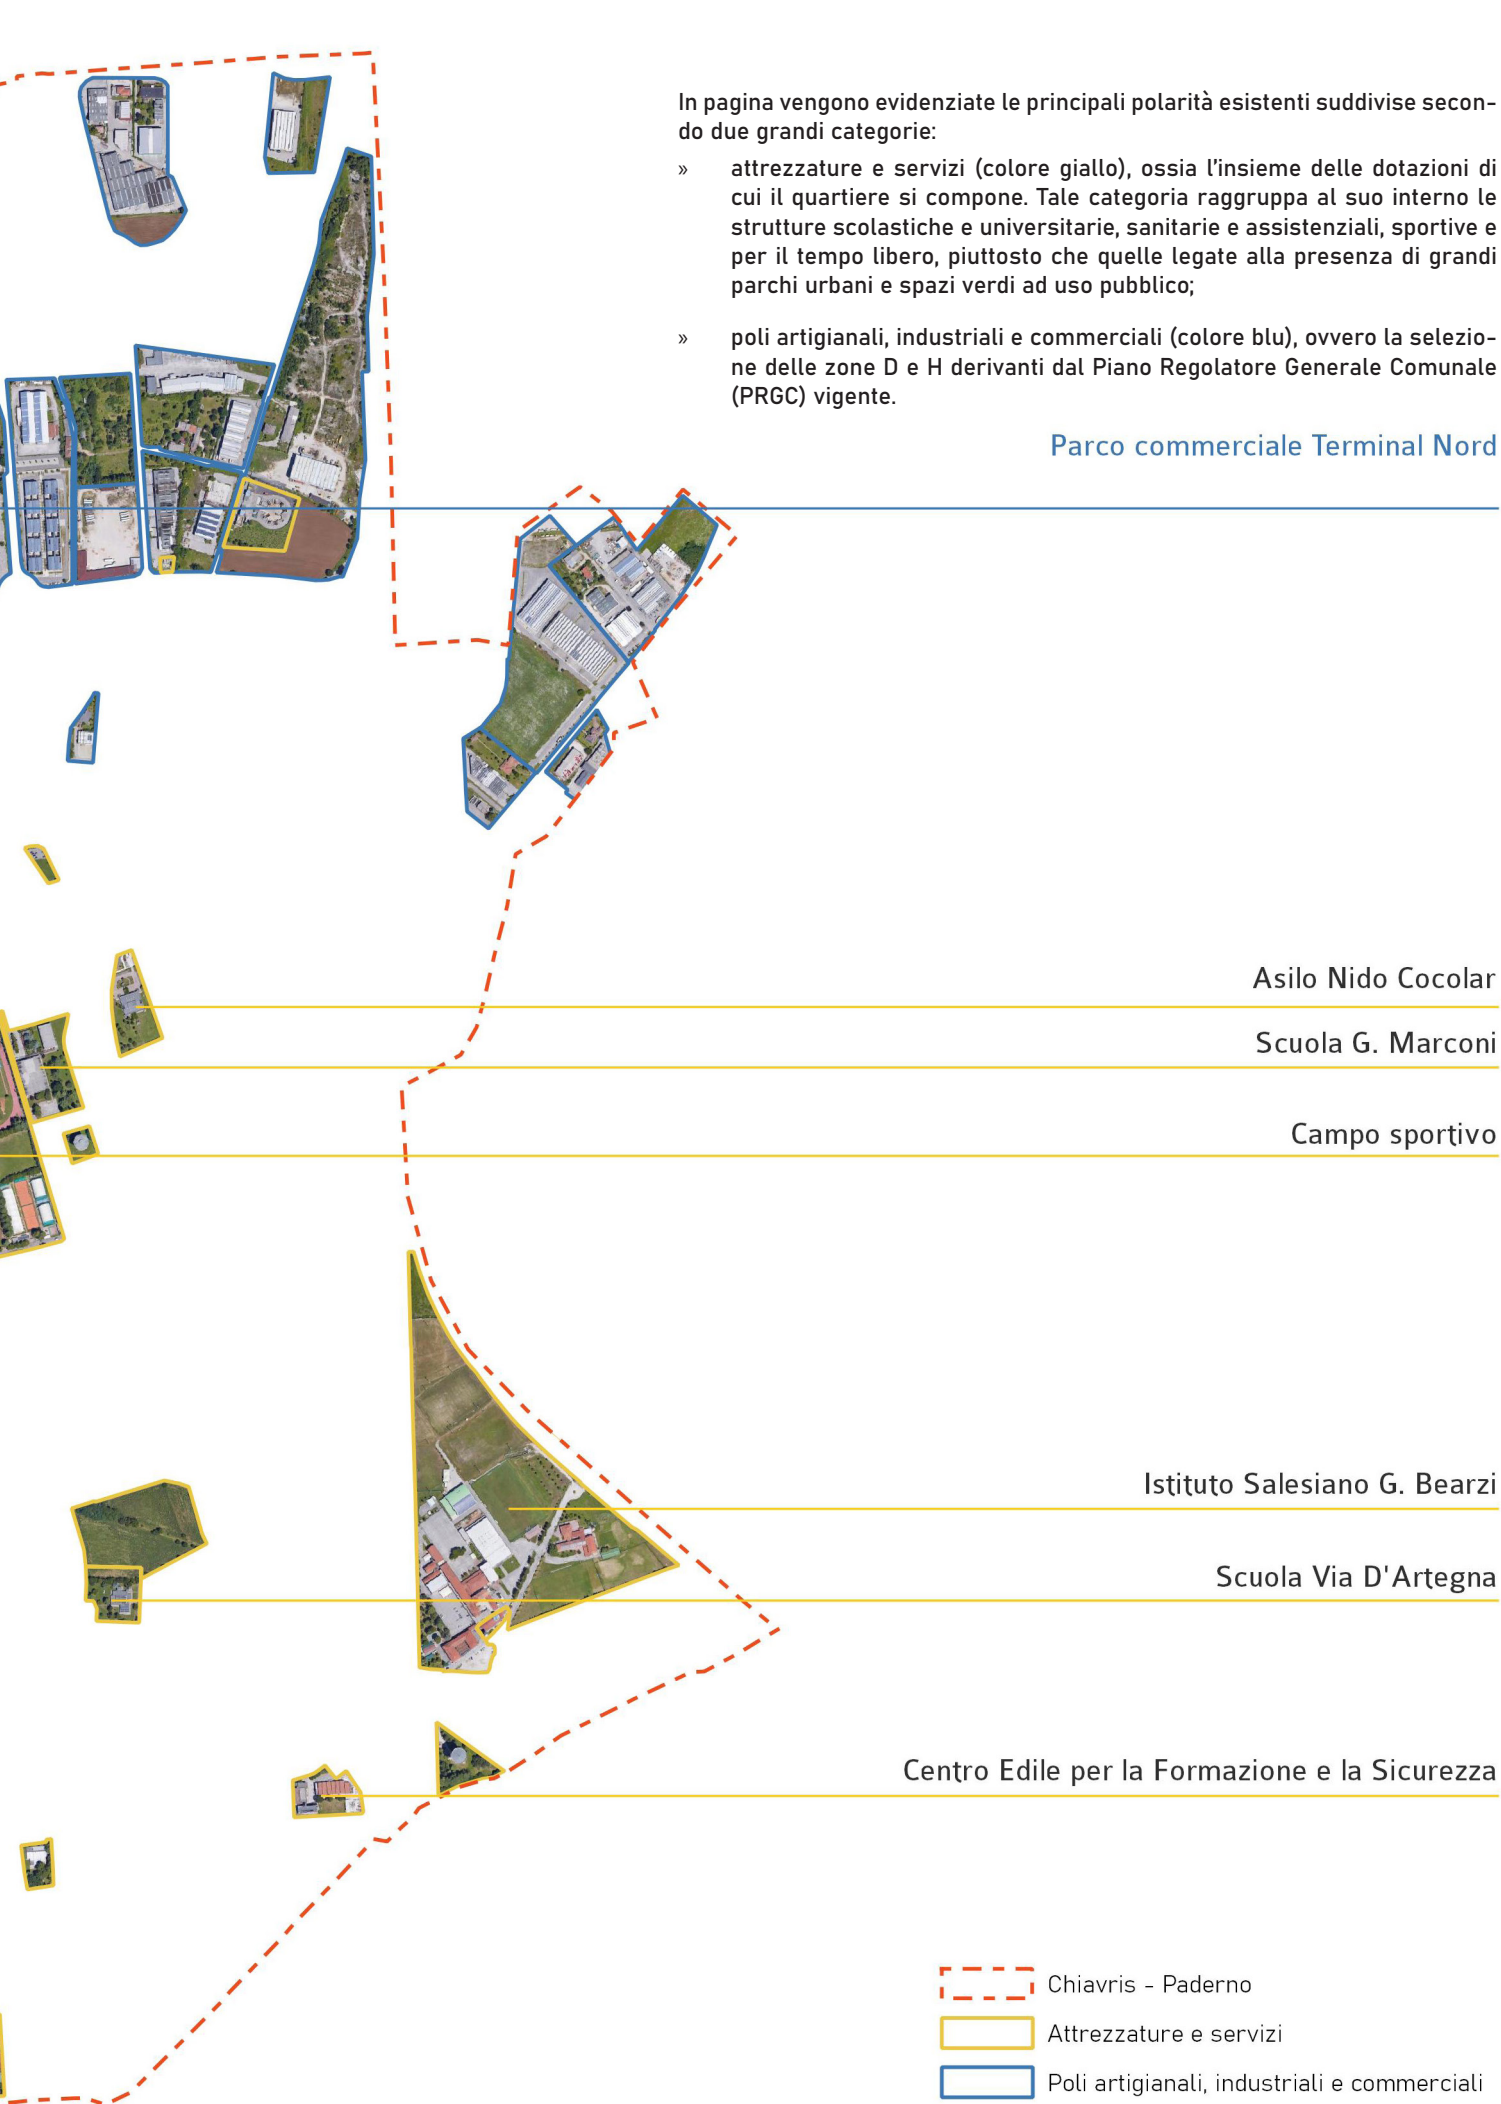 In pagina vengono evidenziate le principali polarità esistenti suddivise secon-
do due grandi categorie:
» attrezzature e servizi (colore giallo), ossia l'insieme delle dotazioni di
cui il quartiere si compone. Tale categoria raggruppa al suo interno le
strutture scolastiche e universitarie, sanitarie e assistenziali, sportive e
per il tempo libero, piuttosto che quelle legate alla presenza di grandi
parchi urbani e spazi verdi ad uso pubblico;
» poli artigianali, industriali e commerciali (colore blu), ovvero la selezio-
ne delle zone D e H derivanti dal Piano Regolatore Generale Comunale
(PRGC) vigente.
Parco commerciale Terminal Nord
Asilo Nido Cocolar
Scuola G. Marconi
Campo sportivo
Istituto Salesiano G. Bearzi
Scuola Via D'Artegna
Centro Edile per la Formazione e la Sicurezza
Chiavris - Paderno
Attrezzature e servizi
Poli artigianali, industriali e commerciali